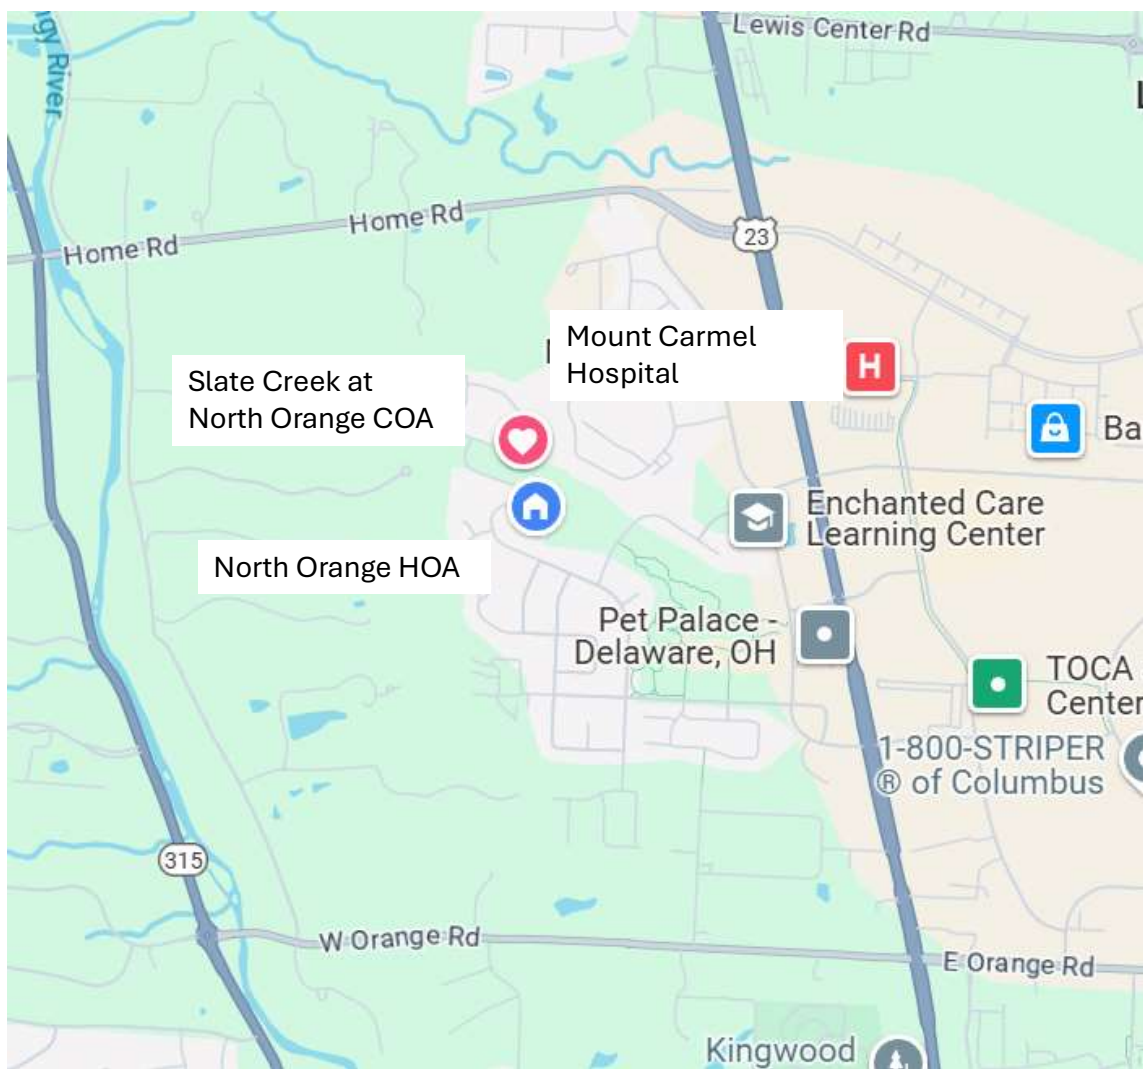 Lewis Center Rd
gy River
Home Rd
Home Rd
23
Mount Carmel
Hospital
H
Slate Creek at
North Orange COA
Ba
Enchanted Care
Learning Center
North Orange HOA
Pet Palace -
Delaware, OH
TOCA
Center
1-800-STRIPER
® of Columbus
315
W Orange Rd
E Orange Rd
Kingwood